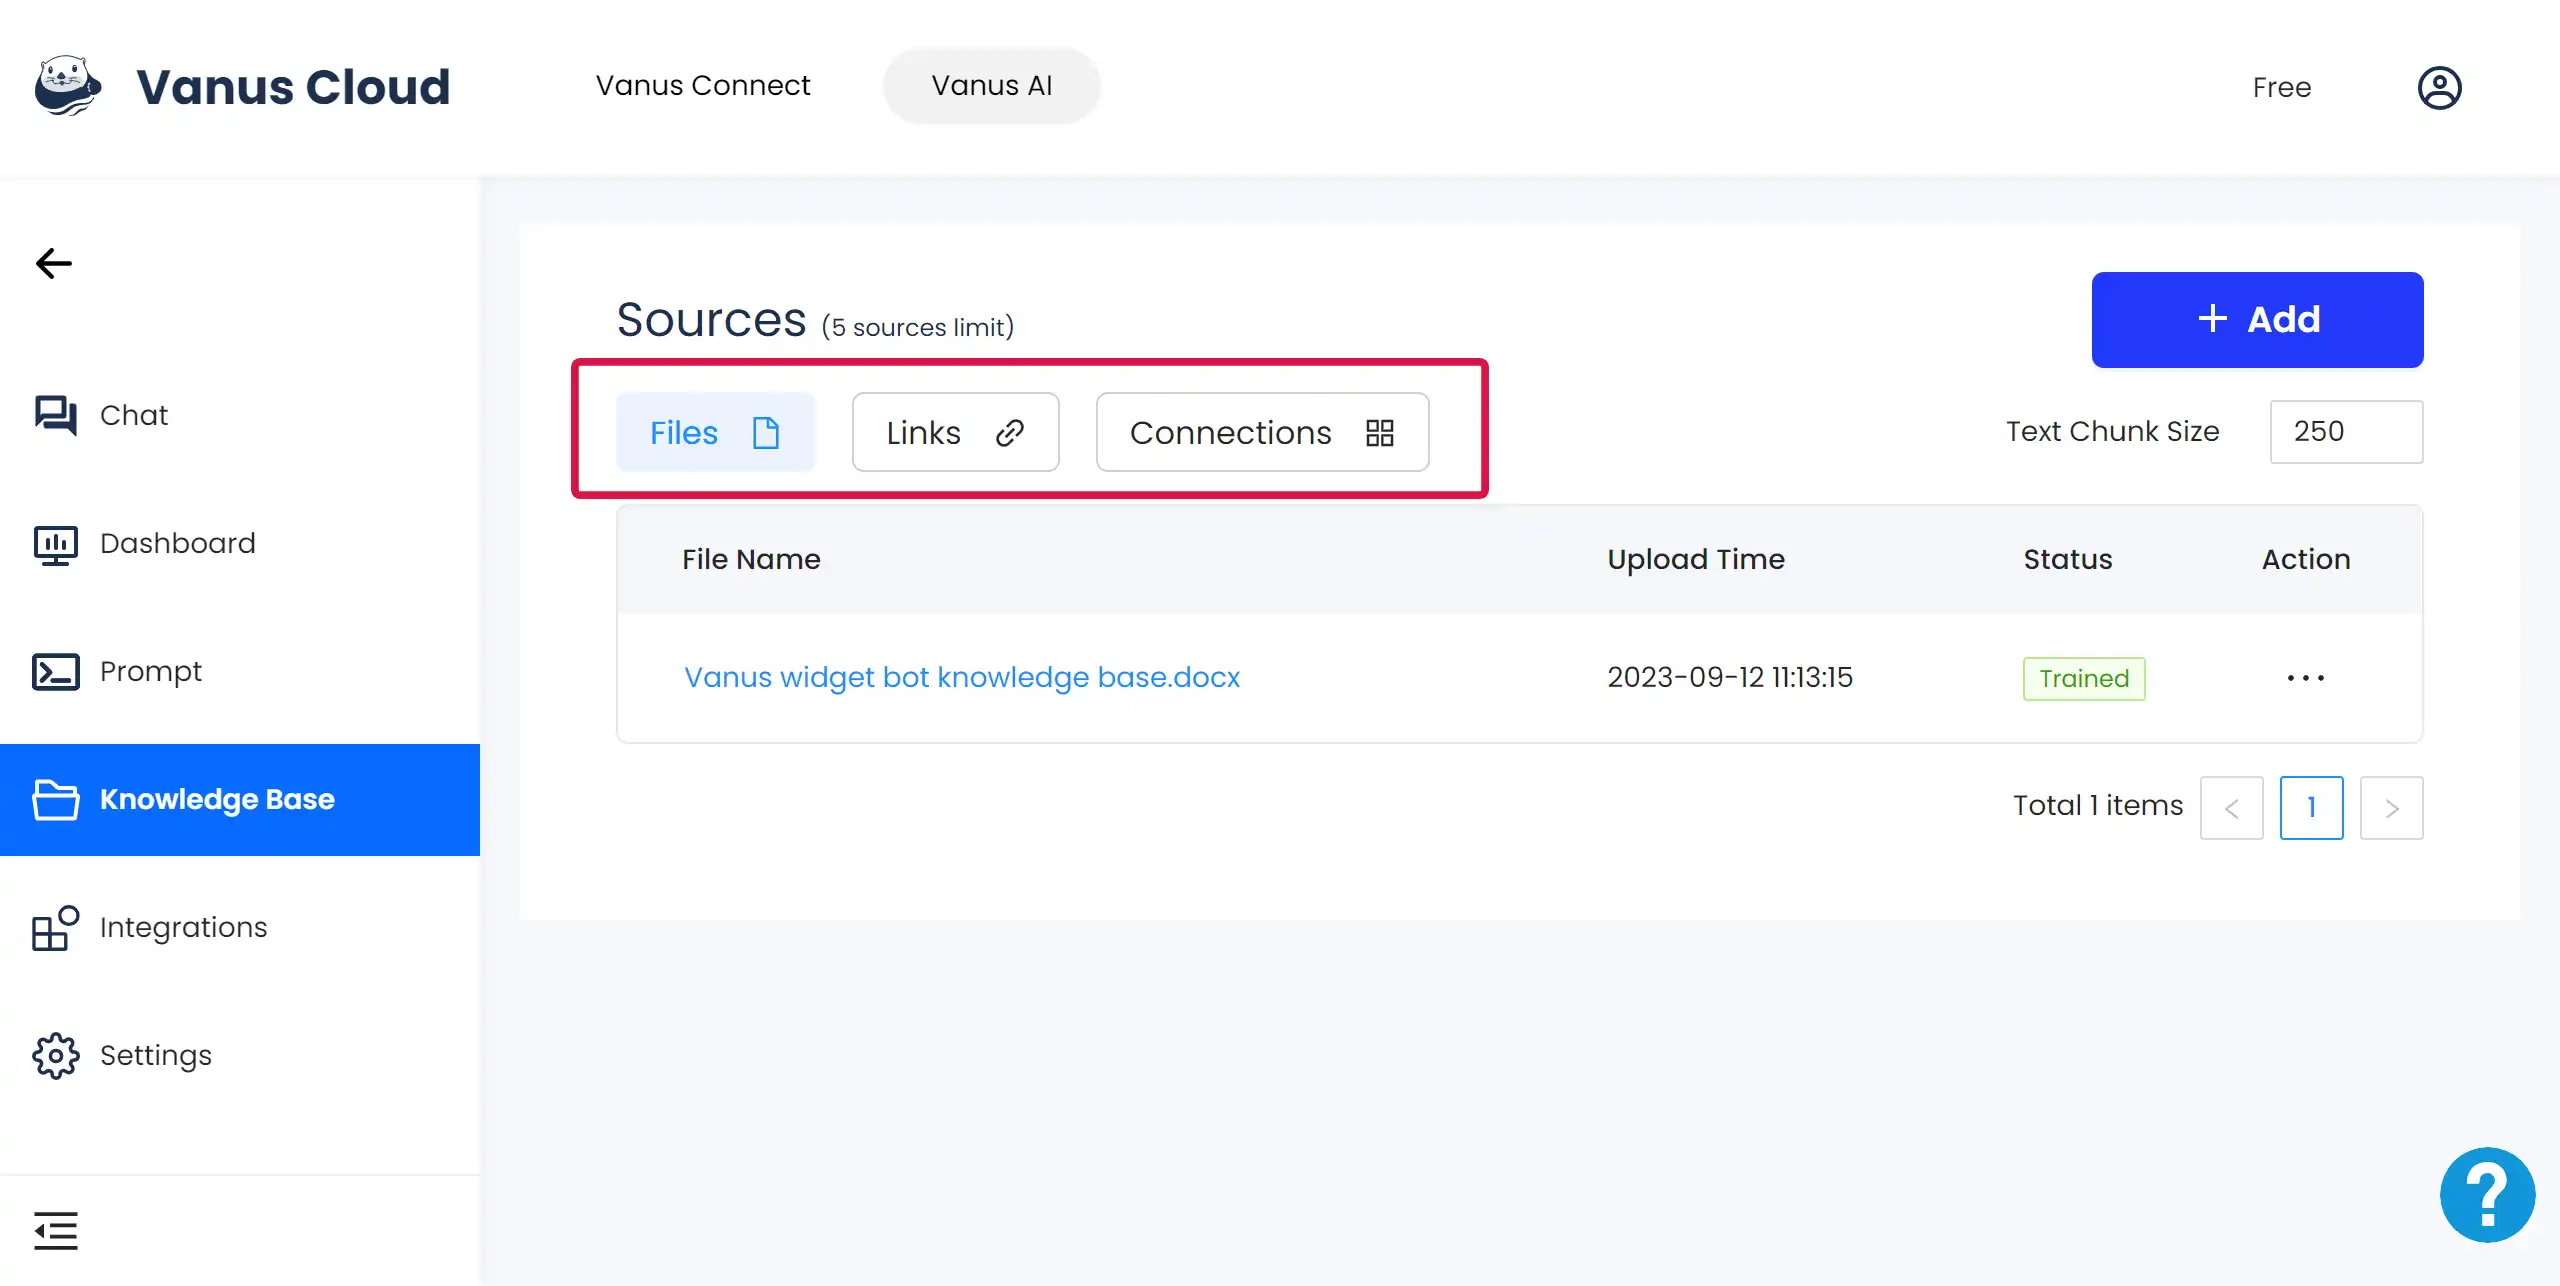 Vanus Cloud
Vanus Connect
Vanus AI
Free
Chat
Dashboard
Prompt
Knowledge Base
Integrations
Settings
Sources (5 sources limit)
+ Add
Files
Links
Connections
Text Chunk Size 250
File Name Upload Time Status Action
Vanus widget bot knowledge base.docx 2023-09-12 11:13:15 Trained ...
Total 1 items < 1 >
?